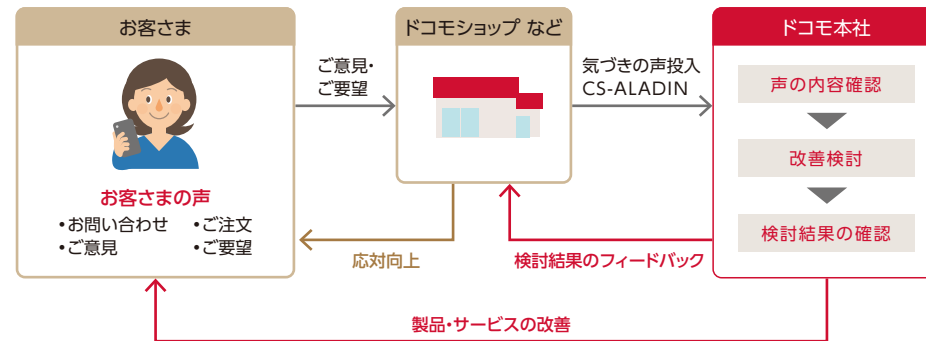 お客さま
ドコモショップ など
ドコモ本社
ご意見・
ご要望
気づきの声投入
CS-ALADIN
声の内容確認
改善検討
検討結果の確認
お客さまの声
•お問い合わせ •ご注文
•ご意見 •ご要望
応対向上
検討結果のフィードバック
製品・サービスの改善